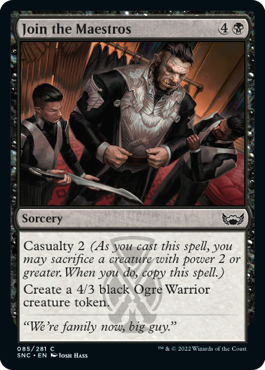 Join the Maestros 4
Sorcery
Casualty 2 (As you cast this spell, you
may sacrifice a creature with power 2 or
greater. When you do, copy this spell.)
Create a 4/3 black Ogre Warrior
creature token.
“We’re family now, big guy.”
085/281 C
SNC • EN Josh Hass
™ & © 2022 Wizards of the Coast